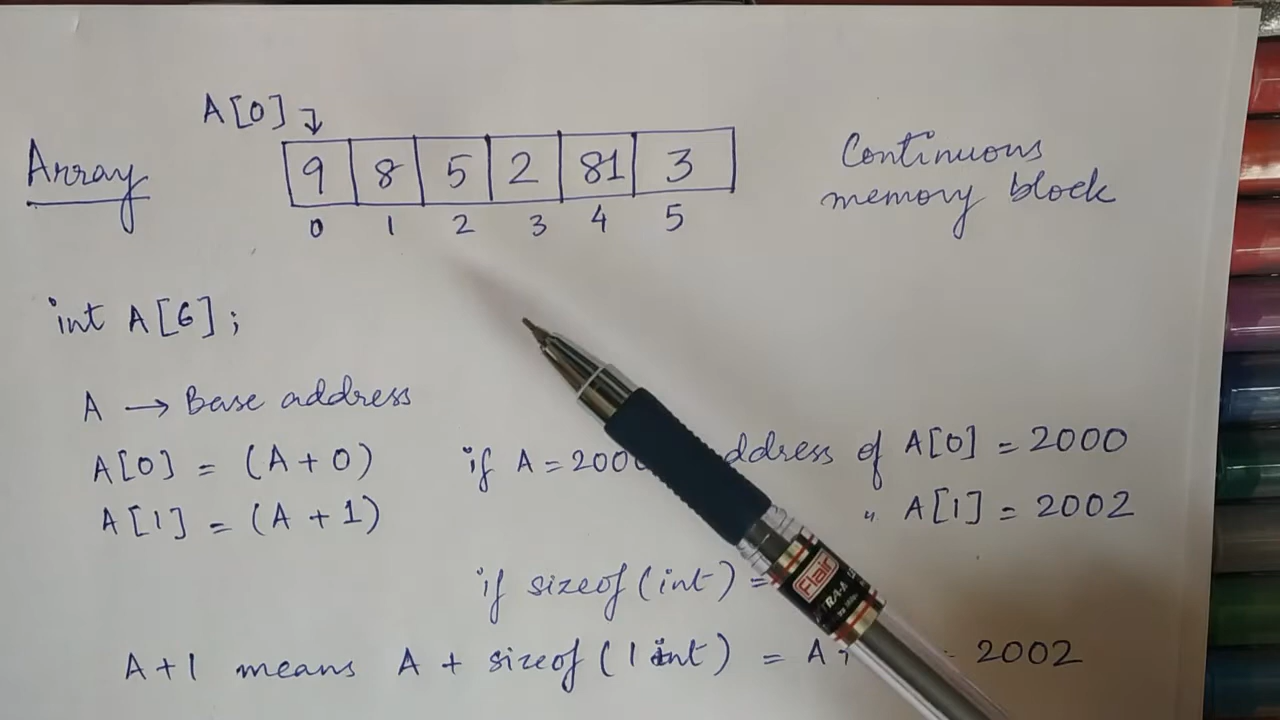 A[0]
Array
9 8 5 2 81 3
0 1 2 3 4 5
Continuous
memory block
int A[6];
A → Base address
A[0] = (A+0)
if A = 200
ddress of A[0] = 2000
A[1] = (A+1)
" A[1] = 2002
if sizeof(int) =
Flair
A+1 means A + sizeof(1 int) = A+ 2002